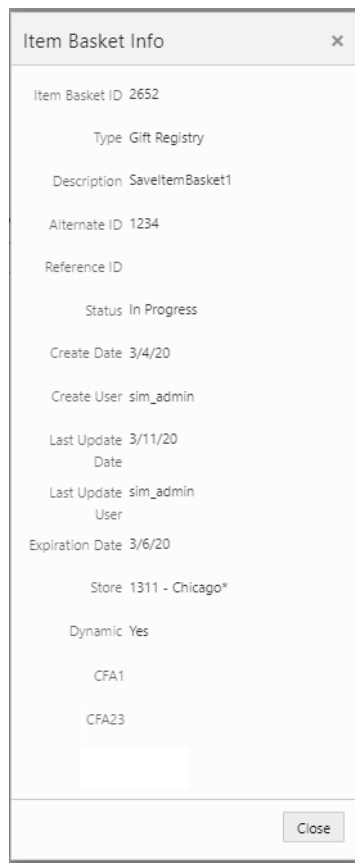 Item Basket Info ×
Item Basket ID 2652
Type Gift Registry
Description SaveItemBasket1
Alternate ID 1234
Reference ID
Status In Progress
Create Date 3/4/20
Create User sim_admin
Last Update 3/11/20
Date
Last Update sim_admin
User
Expiration Date 3/6/20
Store 1311 - Chicago*
Dynamic Yes
CFA1
CFA23
Close